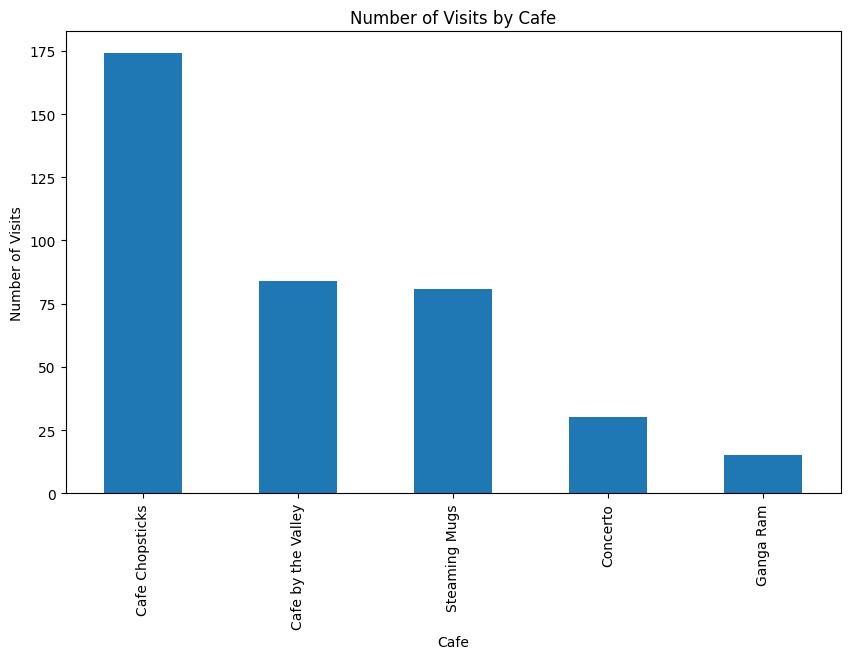 Number of Visits by Cafe
Number of Visits
175
150
125
100
75
50
25
0
Cafe Chopsticks
Cafe by the Valley
Steaming Mugs
Concerto
Ganga Ram
Cafe